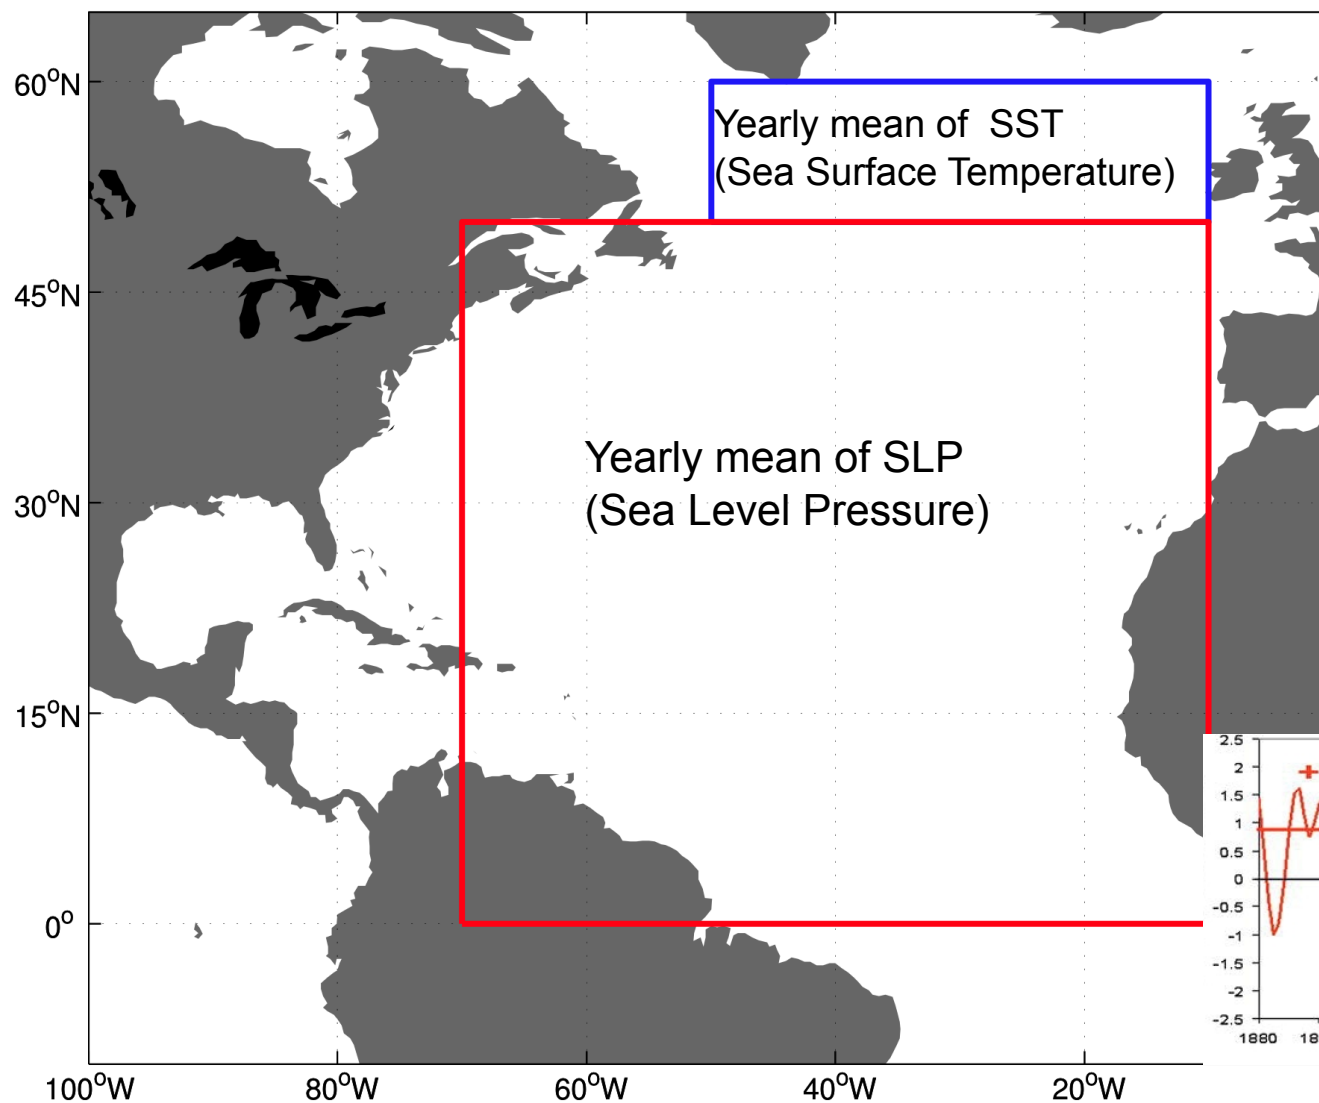 60°N
Yearly mean of  SST
(Sea Surface Temperature)
45°N
Yearly mean of SLP
(Sea Level Pressure)
30°N
15°N
0°
2.5
2
1.5
1
0.5
0
-0.5
-1
-1.5
-2
-2.5
1880 18
100°W 80°W 60°W 40°W 20°W